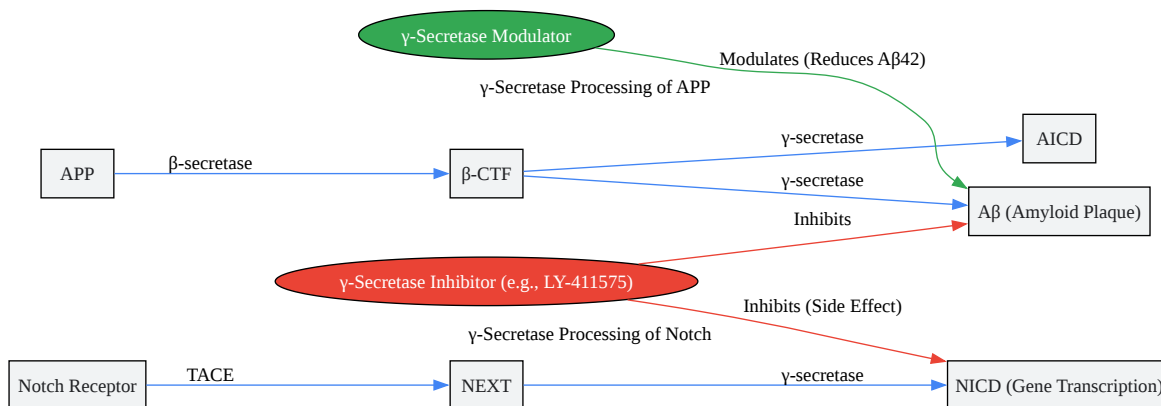 γ-Secretase Modulator
Modulates (Reduces Aβ42)
γ-Secretase Processing of APP
γ-secretase
AICD
APP
β-secretase
β-CTF
γ-secretase
Aβ (Amyloid Plaque)
Inhibits
γ-Secretase Inhibitor (e.g., LY-411575)
Inhibits (Side Effect)
γ-Secretase Processing of Notch
Notch Receptor
TACE
NEXT
γ-secretase
NICD (Gene Transcription)